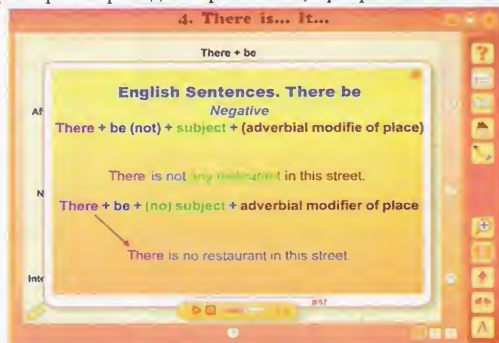 4. There is... It...
There + be
English Sentences. There be
Negative
Af
There + be (not) + subject + (adverbial modifie of place)
There is not any restaurant in this street.
N
There + be + (no) subject + adverbial modifier of place
There is no restaurant in this street.
Intr